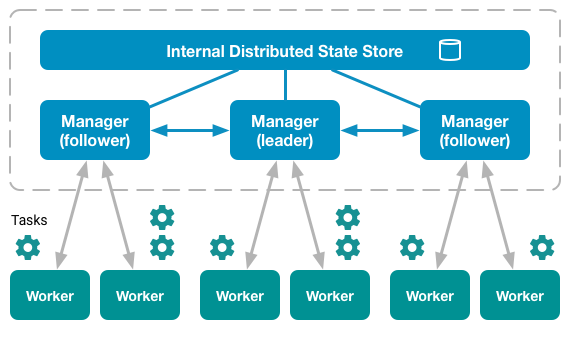 Internal Distributed State Store
Manager
(follower)
Manager
(leader)
Manager
(follower)
Tasks
Worker
Worker
Worker
Worker
Worker
Worker